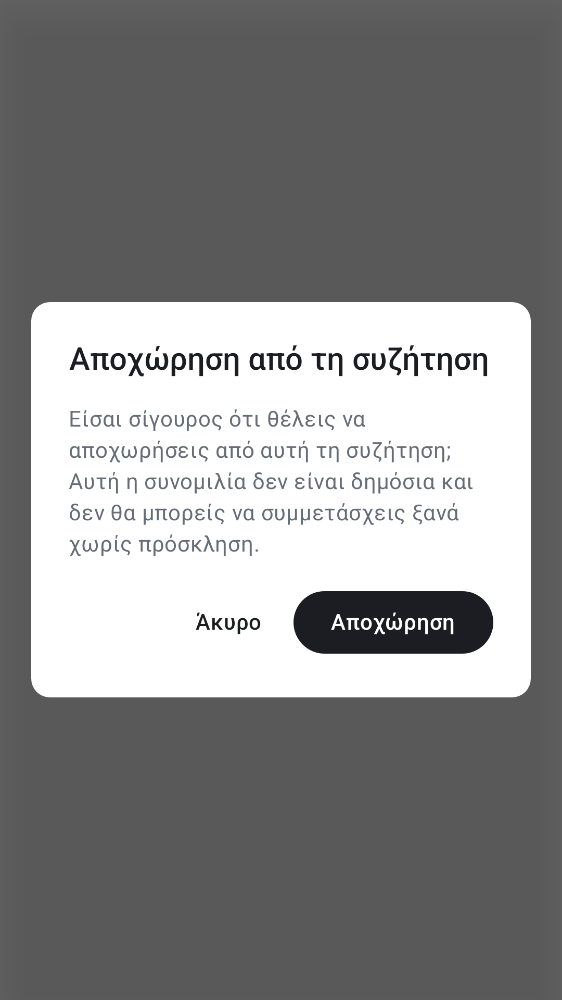 Αποχώρηση από τη συζήτηση
Είσαι σίγουρος ότι θέλεις να
αποχωρήσεις από αυτή τη συζήτηση;
Αυτή η συνομιλία δεν είναι δημόσια και
δεν θα μπορείς να συμμετάσχεις ξανά
χωρίς πρόσκληση.
Άκυρο
Αποχώρηση